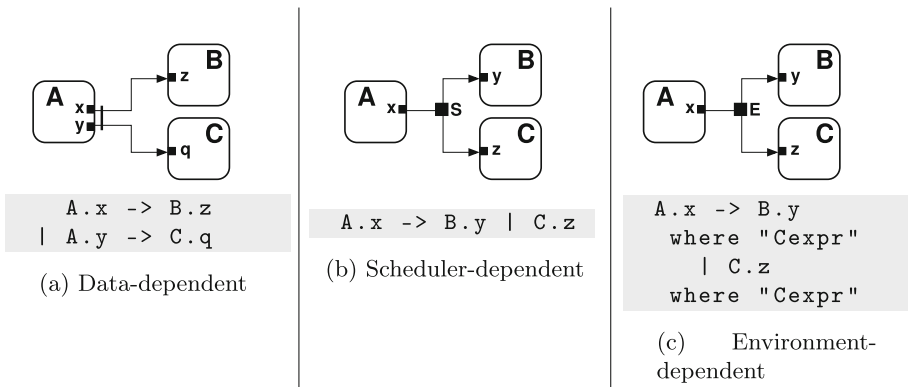 A
x
y
B
z
C
q
A.x -> B.z
| A.y -> C.q
(a) Data-dependent
A
x
S
B
y
C
z
A.x -> B.y | C.z
(b) Scheduler-dependent
A
x
E
B
y
C
z
A.x -> B.y
where "Cexpr"
| C.z
where "Cexpr"
(c) Environment-
dependent